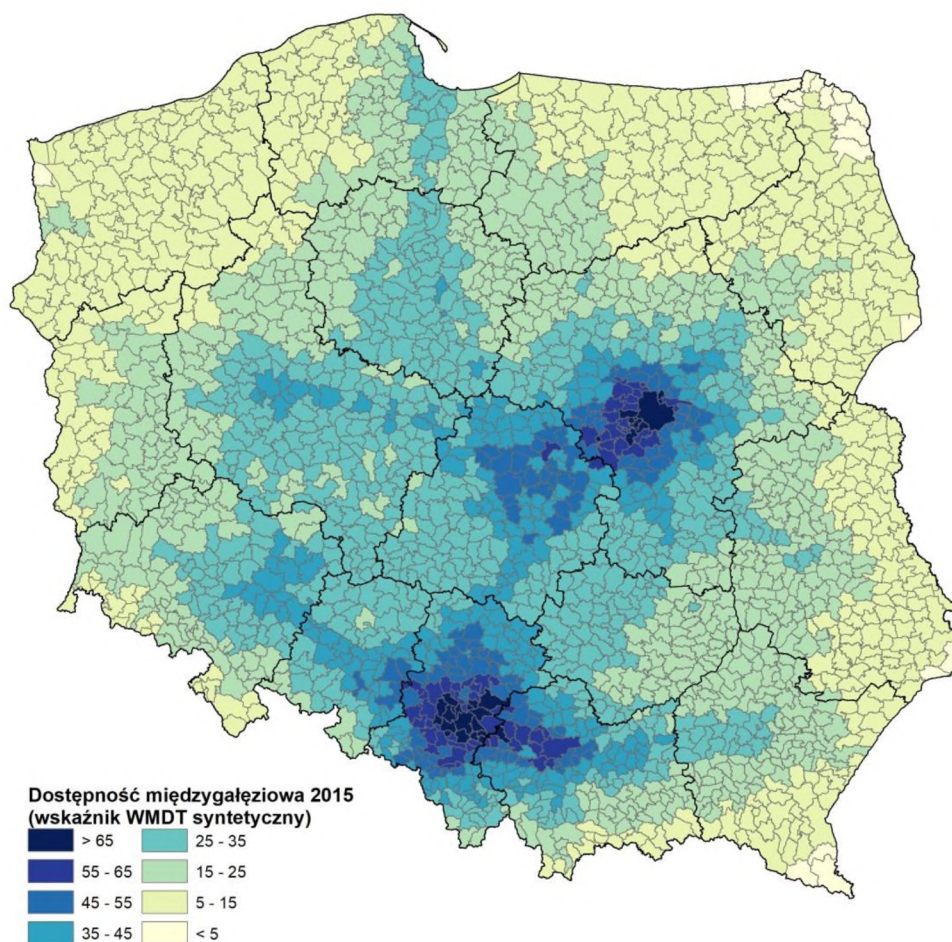 Dostępność międzygałęziowa 2015
(wskaźnik WMDT syntetyczny)
> 65
25 - 35
55 - 65
15 - 25
45 - 55
5 - 15
35 - 45
< 5